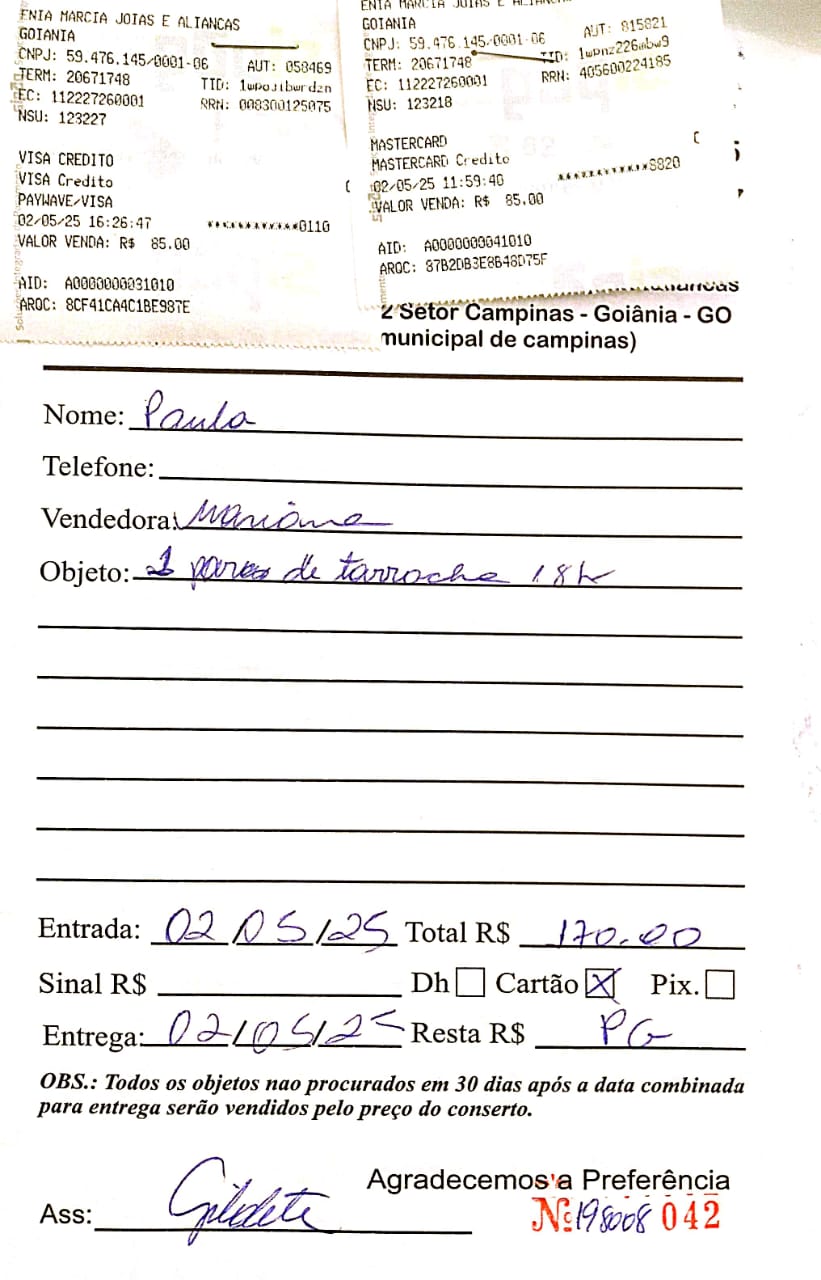 ENIA MARCIA JOIAS E ALIANCAS
GOIANIA
CNPJ: 59.476.145/0001-06 AUT: 058469
TERM: 20671748 TID: 1wpoj1bwrdzn
EC: 112227260001 RRN: 008300125075
NSU: 123227
VISA CREDITO
VISA Credito
PAYWAVE/VISA
02/05/25 16:26:47 ************0110
VALOR VENDA: R$ 85.00
AID: A0000000031010
ARQC: 8CF41CA4C1BE987E
ENIA MARCIA JOIAS E
GOIANIA
CNPJ: 59.476.145/0001-06 AUT: 815821
TERM: 20671748 TID: 1wpnz226mbw9
EC: 112227260001 RRN: 405600224185
NSU: 123218
MASTERCARD
MASTERCARD Credito
02/05/25 11:59:40 ************5820
VALOR VENDA: R$ 85.00
AID: A0000000041010
ARQC: 87B2DB3E8B48D75F
2 Setor Campinas - Goiânia - GO
municipal de campinas)
Nome: Paula
Telefone:
Vendedora: Mariana
Objeto: 1 pares de tarracha 18k
Entrada: 02/05/25 Total R$ 170.00
Sinal R$ Dh Cartão X Pix.
Entrega: 02/05/25 Resta R$ PG
OBS.: Todos os objetos nao procurados em 30 dias após a data combinada
para entrega serão vendidos pelo preço do conserto.
Agradecemos a Preferência
Ass: Gildete Nº 198008 042